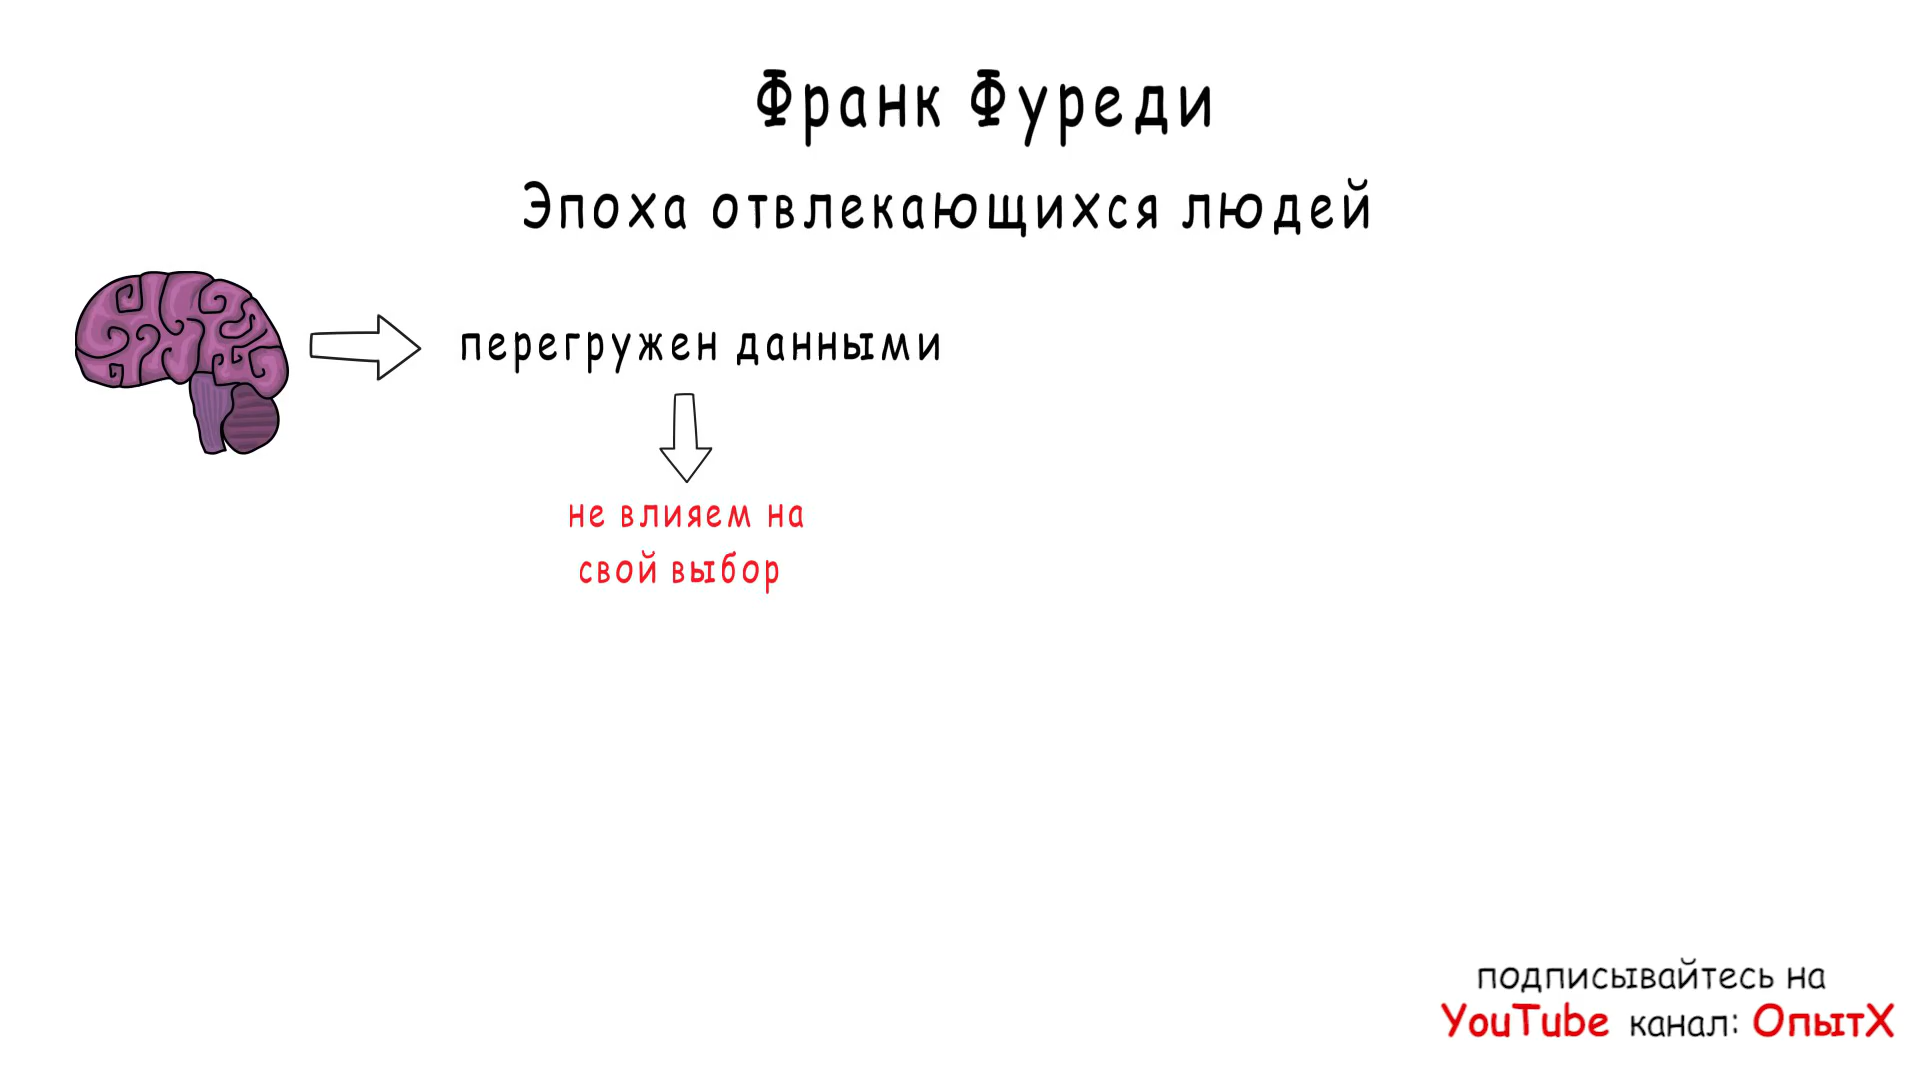 Франк Фуреди
Эпоха отвлекающихся людей
перегружен данными
не влияем на
свой выбор
подписывайтесь на
YouTube канал: ОпытХ